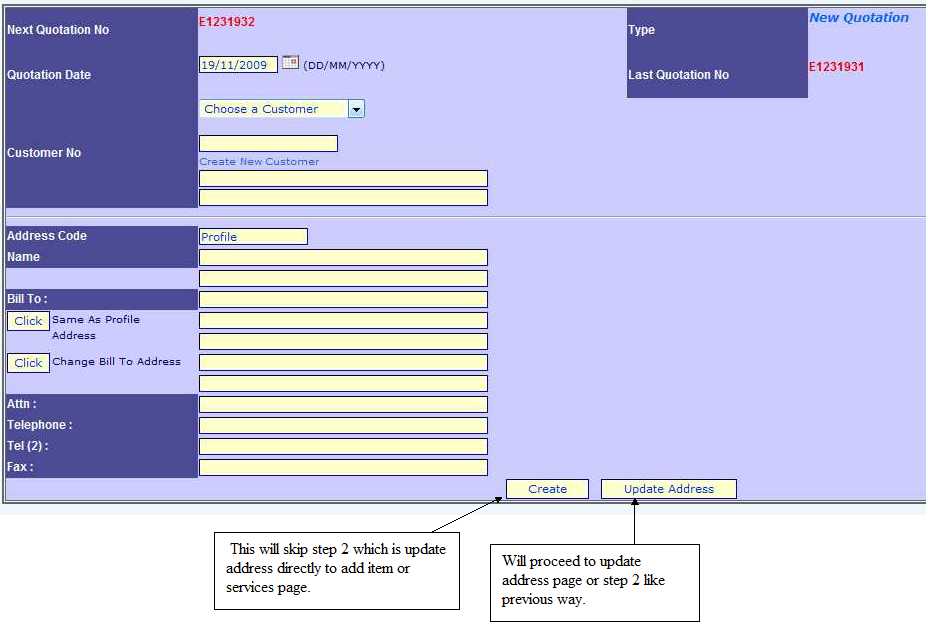 Next Quotation No
E1231932
Type
New Quotation
Quotation Date
19/11/2009
(DD/MM/YYYY)
Last Quotation No
E1231931
Choose a Customer
Customer No
Create New Customer
Address Code
Profile
Name
Bill To :
Click
Same As Profile
Address
Click
Change Bill To Address
Attn :
Telephone :
Tel (2) :
Fax :
Create
Update Address
This will skip step 2 which is update
address directly to add item or
services page.
Will proceed to update
address page or step 2 like
previous way.